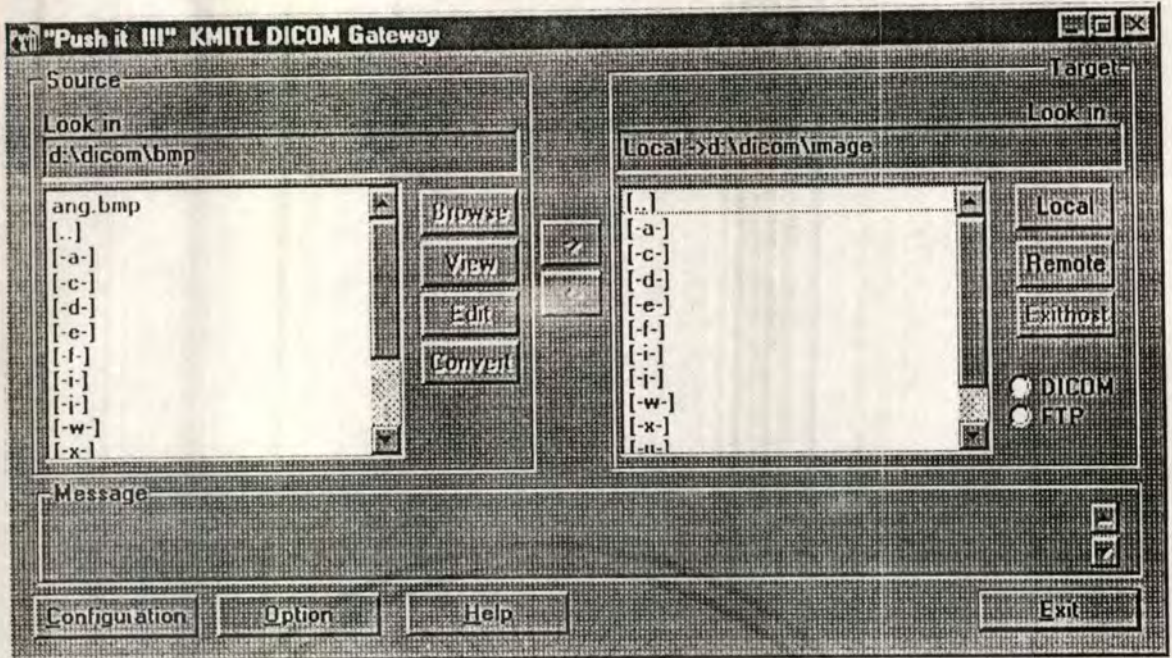 "Push it !!!" KMITL DICOM Gateway
Source
Look in
d:\dicom\bmp
ang.bmp
[..]
[-a-]
[-c-]
[-d-]
[-e-]
[-f-]
[-i-]
[-j-]
[-w-]
[-x-]
Browse
View
Edit
Convert
Target
Look in
Local ->d:\dicom\image
[..]
[-a-]
[-c-]
[-d-]
[-e-]
[-f-]
[-i-]
[-j-]
[-w-]
[-x-]
Local
Remote
Exithost
DICOM
FTP
Message
Configuration
Option
Help
Exit